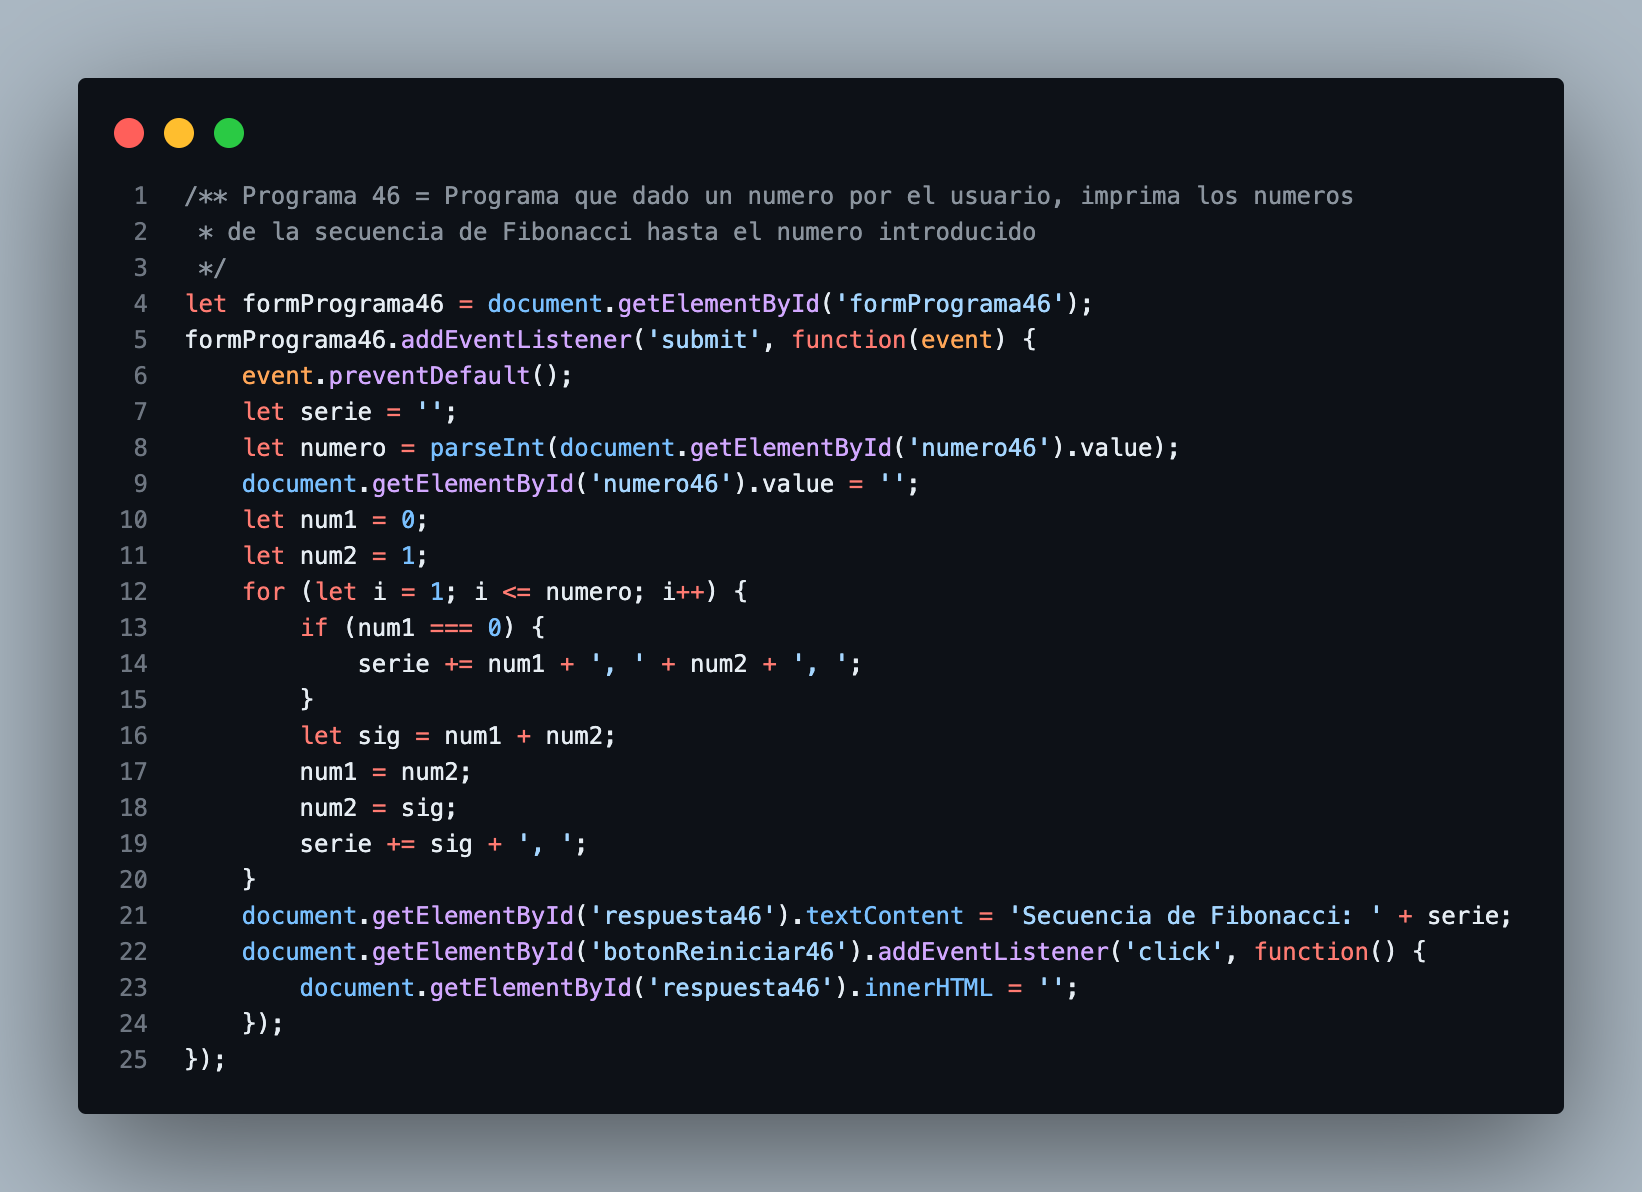 1 /** Programa 46 = Programa que dado un numero por el usuario, imprima los numeros
2  * de la secuencia de Fibonacci hasta el numero introducido
3  */
4 let formPrograma46 = document.getElementById('formPrograma46');
5 formPrograma46.addEventListener('submit', function(event) {
6     event.preventDefault();
7     let serie = '';
8     let numero = parseInt(document.getElementById('numero46').value);
9     document.getElementById('numero46').value = '';
10     let num1 = 0;
11     let num2 = 1;
12     for (let i = 1; i <= numero; i++) {
13         if (num1 === 0) {
14             serie += num1 + ', ' + num2 + ', ';
15         }
16         let sig = num1 + num2;
17         num1 = num2;
18         num2 = sig;
19         serie += sig + ', ';
20     }
21     document.getElementById('respuesta46').textContent = 'Secuencia de Fibonacci: ' + serie;
22     document.getElementById('botonReiniciar46').addEventListener('click', function() {
23         document.getElementById('respuesta46').innerHTML = '';
24     });
25 });